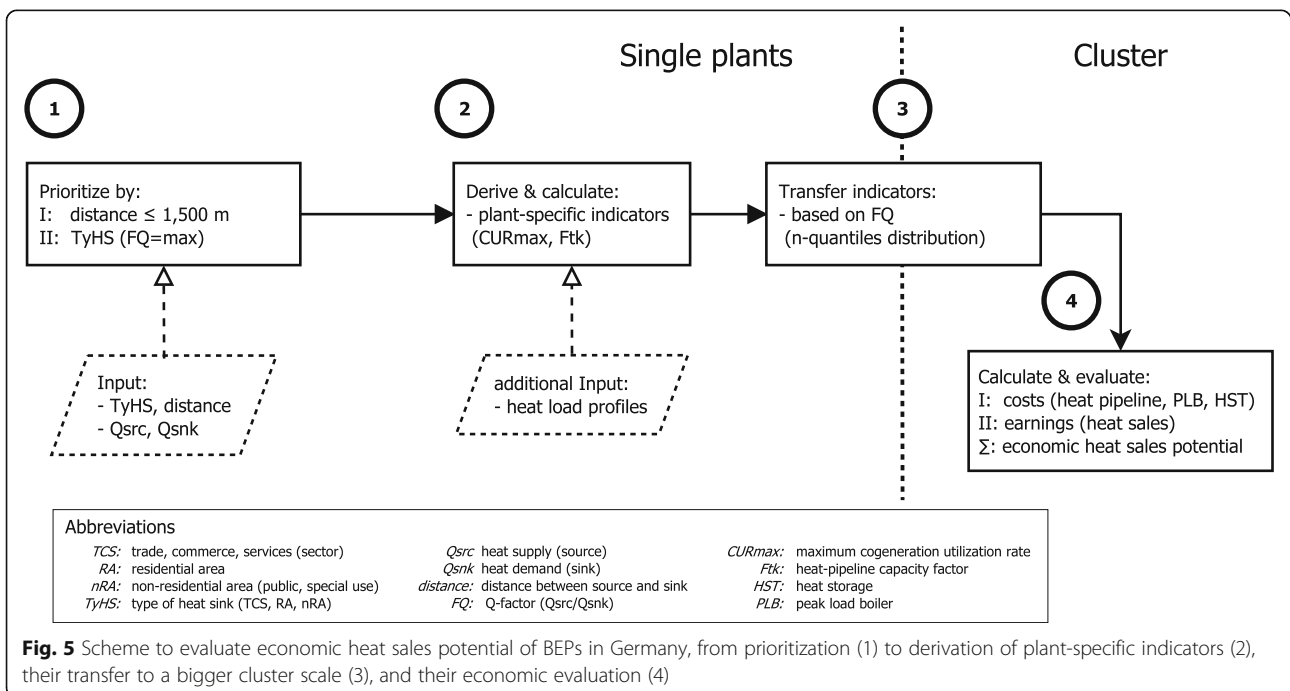 Single plants
Cluster
1
2
3
Prioritize by:
I: distance ≤ 1,500 m
II: TyHS (FQ=max)
Derive & calculate:
- plant-specific indicators
(CURmax, Ftk)
Transfer indicators:
- based on FQ
(n-quantiles distribution)
4
Input:
- TyHS, distance
- Qsrc, Qsnk
additional Input:
- heat load profiles
Calculate & evaluate:
I: costs (heat pipeline, PLB, HST)
II: earnings (heat sales)
Σ: economic heat sales potential
Abbreviations
TCS: trade, commerce, services (sector)
RA: residential area
nRA: non-residential area (public, special use)
TyHS: type of heat sink (TCS, RA, nRA)
Qsrc heat supply (source)
Qsnk heat demand (sink)
distance: distance between source and sink
FQ: Q-factor (Qsrc/Qsnk)
CURmax: maximum cogeneration utilization rate
Ftk: heat-pipeline capacity factor
HST: heat storage
PLB: peak load boiler
Fig. 5 Scheme to evaluate economic heat sales potential of BEPs in Germany, from prioritization (1) to derivation of plant-specific indicators (2),
their transfer to a bigger cluster scale (3), and their economic evaluation (4)